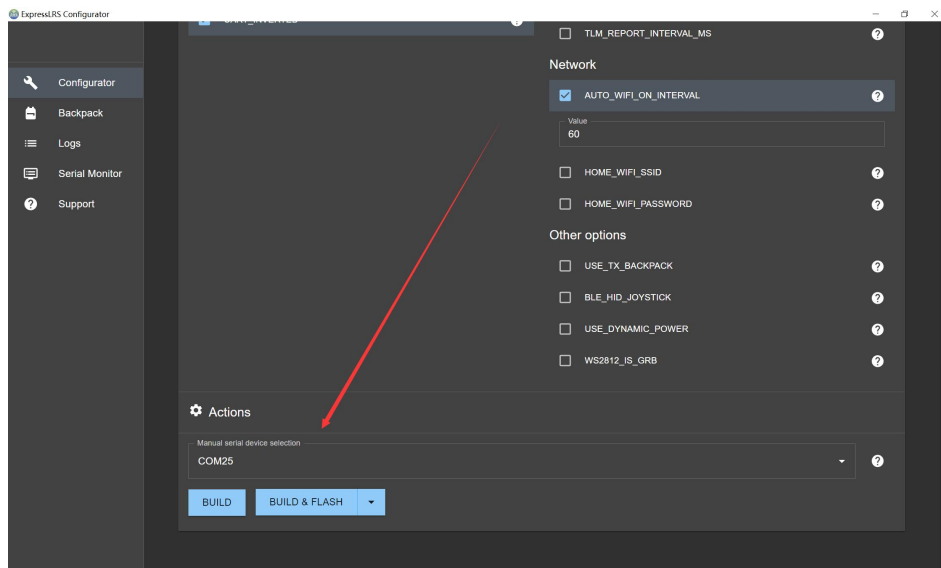 ExpressLRS Configurator
UART_INVERTED
TLM_REPORT_INTERVAL_MS
Network
Configurator
AUTO_WIFI_ON_INTERVAL
Backpack
Value
60
Logs
Serial Monitor
HOME_WIFI_SSID
Support
HOME_WIFI_PASSWORD
Other options
USE_TX_BACKPACK
BLE_HID_JOYSTICK
USE_DYNAMIC_POWER
WS2812_IS_GRB
Actions
Manual serial device selection
COM25
BUILD
BUILD & FLASH